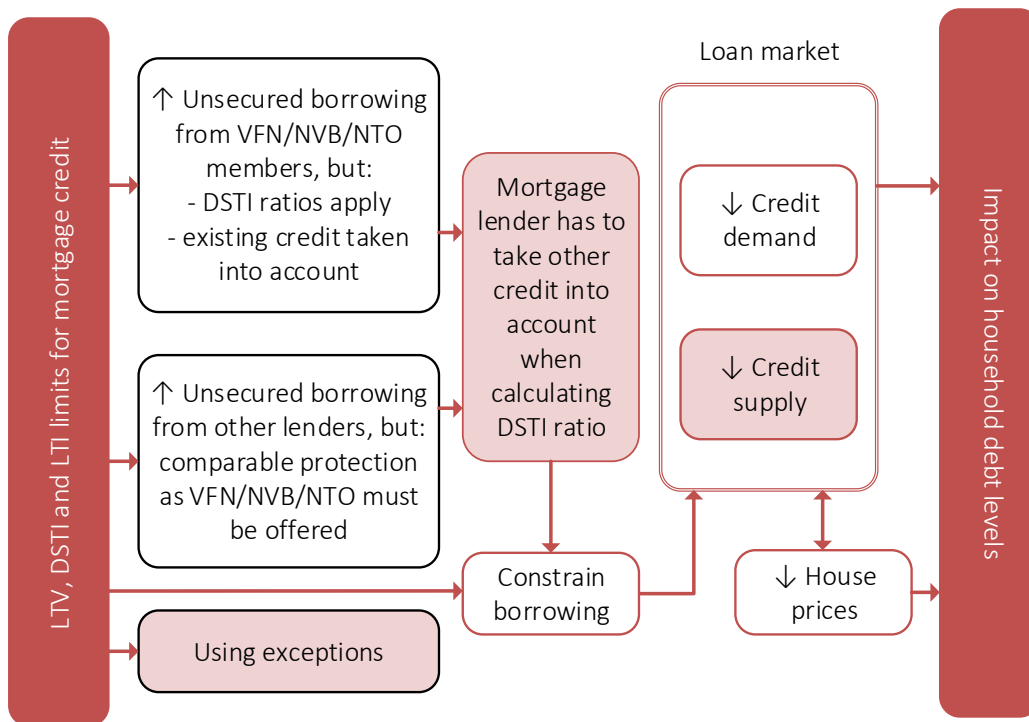 LTV, DSTI and LTI limits for mortgage credit
↑ Unsecured borrowing
from VFN/NVB/NTO
members, but:
- DSTI ratios apply
- existing credit taken
into account
↑ Unsecured borrowing
from other lenders, but:
comparable protection
as VFN/NVB/NTO must
be offered
Using exceptions
Mortgage
lender has to
take other
credit into
account
when
calculating
DSTI ratio
Constrain
borrowing
Loan market
↓ Credit
demand
↓ Credit
supply
↓ House
prices
Impact on household debt levels